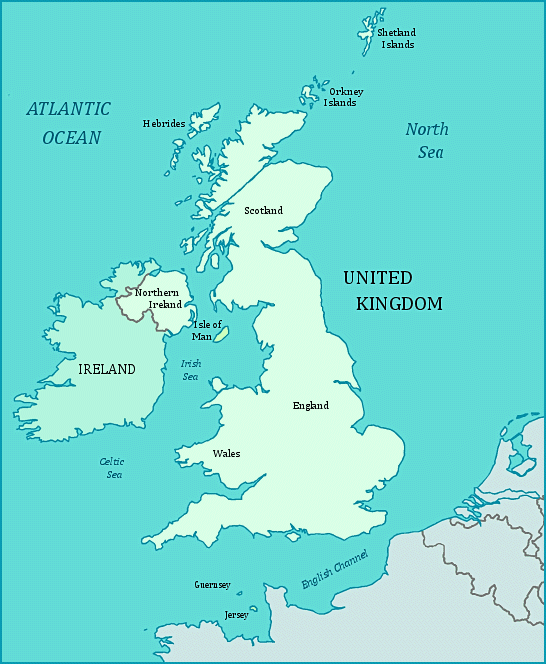 Shetland
Islands
Orkney
Islands
ATLANTIC
OCEAN
Hebrides
North
Sea
Scotland
UNITED
KINGDOM
Northern
Ireland
Isle of
Man
IRELAND
Irish
Sea
England
Wales
Celtic
Sea
English Channel
Guernsey
Jersey